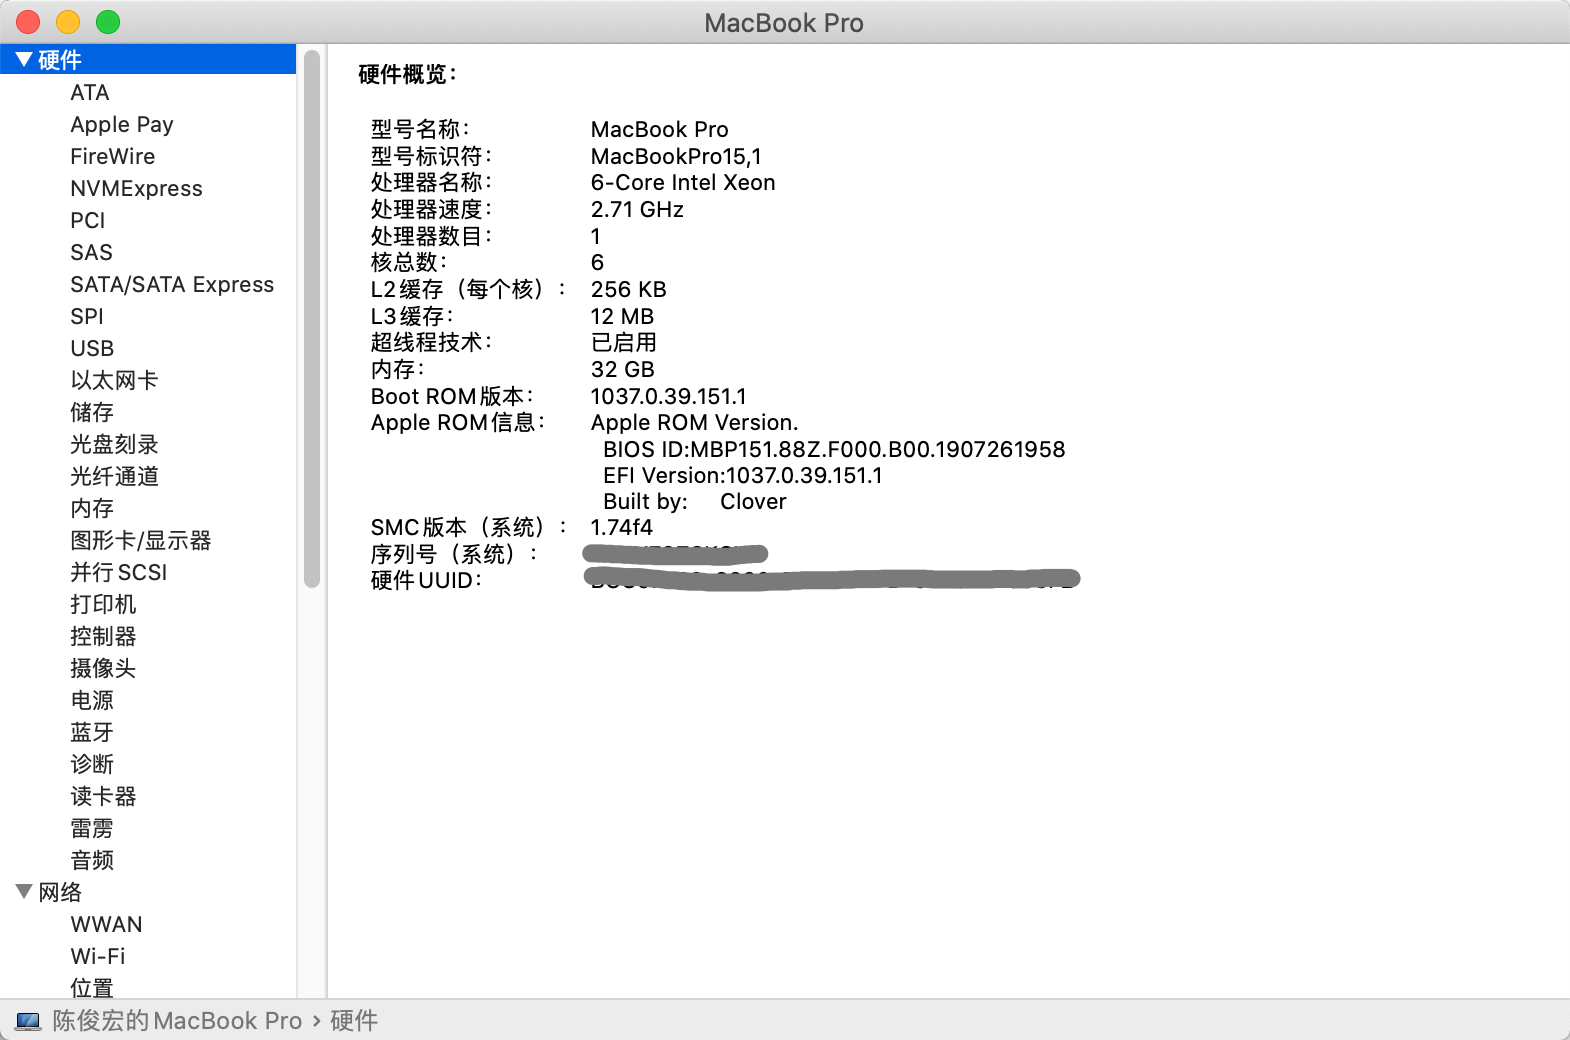 MacBook Pro
硬件
ATA
Apple Pay
FireWire
NVMExpress
PCI
SAS
SATA/SATA Express
SPI
USB
以太网卡
储存
光盘刻录
光纤通道
内存
图形卡/显示器
并行SCSI
打印机
控制器
摄像头
电源
蓝牙
诊断
读卡器
雷雳
音频
网络
WWAN
Wi-Fi
位置
硬件概览：
型号名称： MacBook Pro
型号标识符： MacBookPro15,1
处理器名称： 6-Core Intel Xeon
处理器速度： 2.71 GHz
处理器数目： 1
核总数： 6
L2缓存（每个核）： 256 KB
L3缓存： 12 MB
超线程技术： 已启用
内存： 32 GB
Boot ROM版本： 1037.0.39.151.1
Apple ROM信息： Apple ROM Version.
BIOS ID:MBP151.88Z.F000.B00.1907261958
EFI Version:1037.0.39.151.1
Built by: Clover
SMC版本（系统）： 1.74f4
序列号（系统）：
硬件UUID：
陈俊宏的MacBook Pro › 硬件